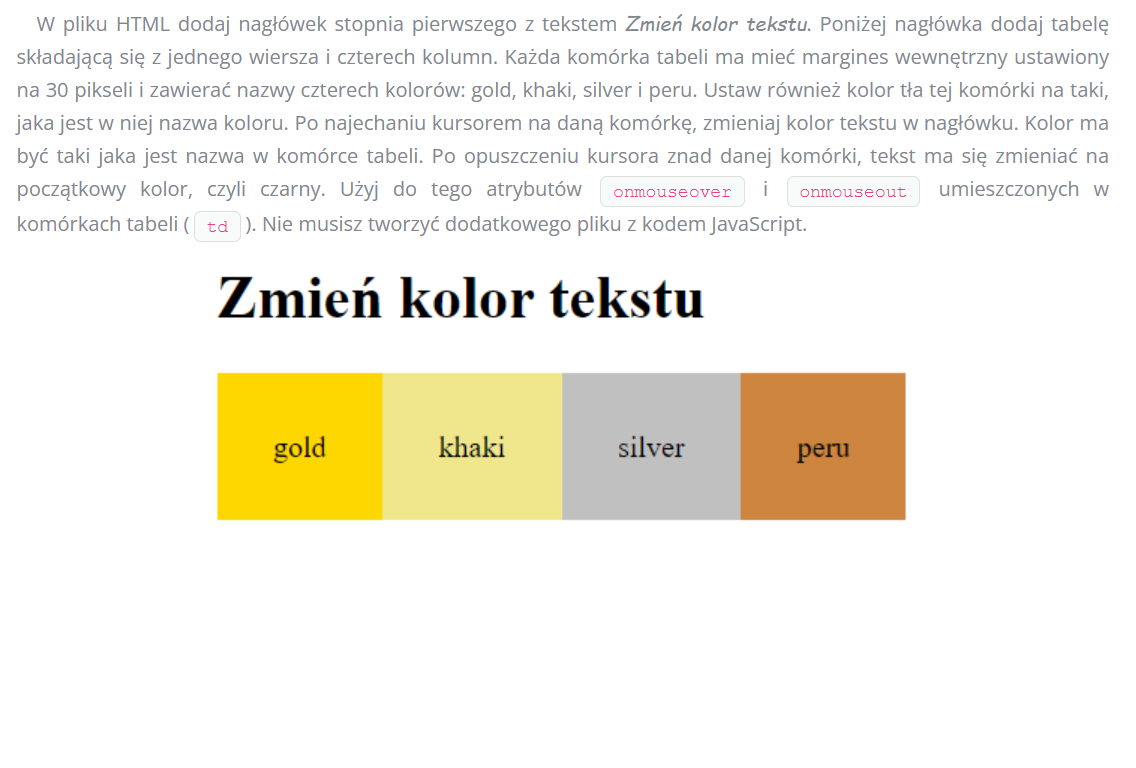 W pliku HTML dodaj nagłówek stopnia pierwszego z tekstem Zmień kolor tekstu. Poniżej nagłówka dodaj tabelę
składającą się z jednego wiersza i czterech kolumn. Każda komórka tabeli ma mieć margines wewnętrzny ustawiony
na 30 pikseli i zawierać nazwy czterech kolorów: gold, khaki, silver i peru. Ustaw również kolor tła tej komórki na taki,
jaka jest w niej nazwa koloru. Po najechaniu kursorem na daną komórkę, zmieniaj kolor tekstu w nagłówku. Kolor ma
być taki jaka jest nazwa w komórce tabeli. Po opuszczeniu kursora znad danej komórki, tekst ma się zmieniać na
początkowy kolor, czyli czarny. Użyj do tego atrybutów onmouseover i onmouseout umieszczonych w
komórkach tabeli ( td ). Nie musisz tworzyć dodatkowego pliku z kodem JavaScript.
Zmień kolor tekstu
gold khaki silver peru